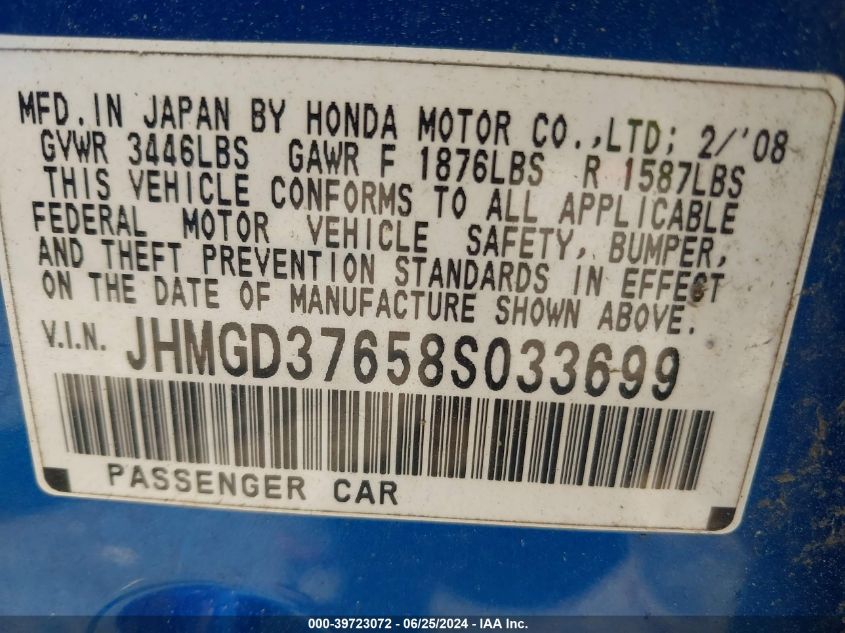 MFD. IN JAPAN BY HONDA MOTOR CO.,LTD; 2/'08
GVWR 3446LBS GAWR F 1876LBS R 1587LBS
THIS VEHICLE CONFORMS TO ALL APPLICABLE
FEDERAL MOTOR VEHICLE SAFETY, BUMPER,
AND THEFT PREVENTION STANDARDS IN EFFECT
ON THE DATE OF MANUFACTURE SHOWN ABOVE.
V.I.N. JHMGD37658S033699
PASSENGER CAR
000-39723072 - 06/25/2024 - IAA Inc.